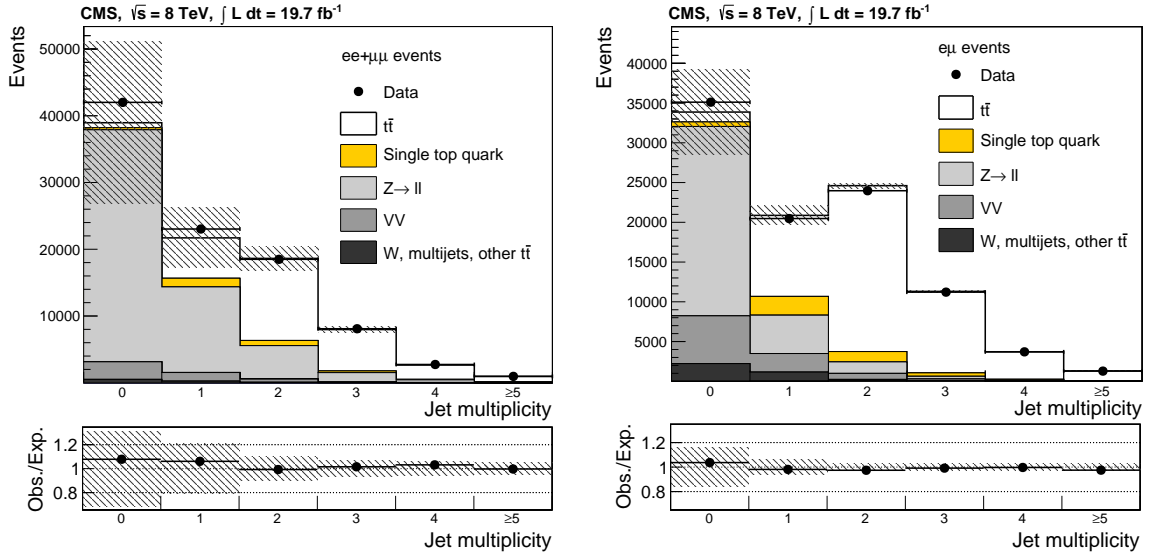 CMS, √s = 8 TeV, ∫ L dt = 19.7 fb⁻¹
Events
50000
40000
30000
20000
10000
ee+μμ events
Data
tt̄
Single top quark
Z→ ll
VV
W, multijets, other tt̄
0 1 2 3 4 ≥5
Jet multiplicity
Obs./Exp.
1.2
1
0.8
0 1 2 3 4 ≥5
Jet multiplicity
CMS, √s = 8 TeV, ∫ L dt = 19.7 fb⁻¹
Events
40000
35000
30000
25000
20000
15000
10000
5000
eμ events
Data
tt̄
Single top quark
Z→ ll
VV
W, multijets, other tt̄
0 1 2 3 4 ≥5
Jet multiplicity
Obs./Exp.
1.2
1
0.8
0 1 2 3 4 ≥5
Jet multiplicity